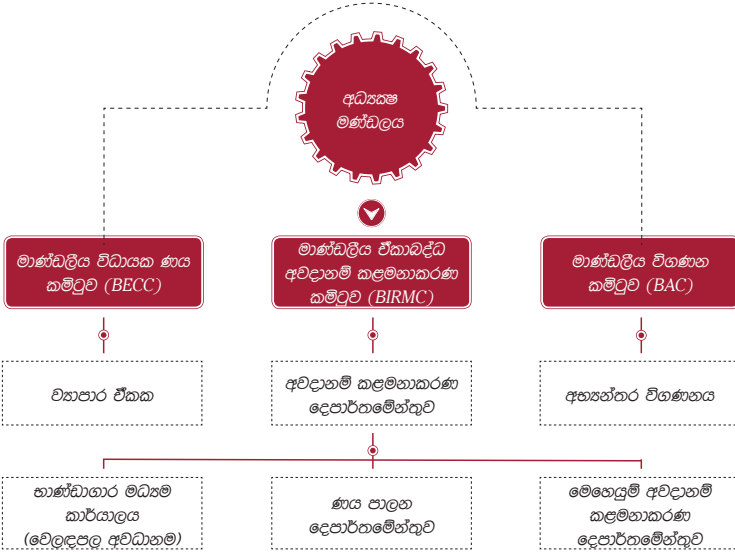 අධ්‍යක්ෂ
මණ්ඩලය
මාණ්ඩලීය විධායක ණය
කමිටුව (BECC)
මාණ්ඩලීය ඒකාබද්ධ
අවදානම් කළමනාකරණ
කමිටුව (BIRMC)
මාණ්ඩලීය විගණන
කමිටුව (BAC)
ව්‍යාපාර ඒකක
අවදානම් කළමනාකරණ
දෙපාර්තමේන්තුව
අභ්‍යන්තර විගණනය
භාණ්ඩාගාර මධ්‍යම
කාර්යාලය
(වෙලඳපල අවධානම)
ණය පාලන
දෙපාර්තමේන්තුව
මෙහෙයුම් අවදානම්
කළමනාකරණ
දෙපාර්තමේන්තුව